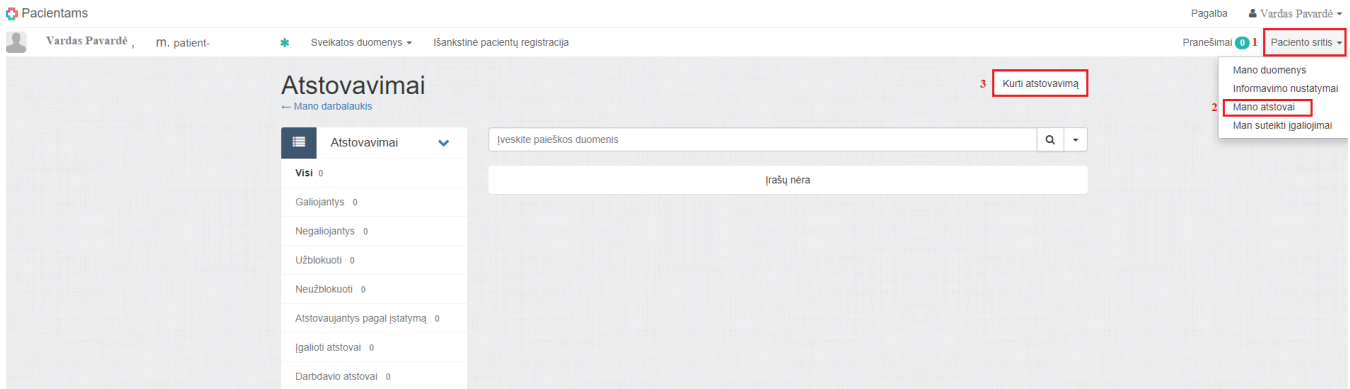 Pacientams
Pagalba Vardas Pavardė
Vardas Pavardė , m. patient- Sveikatos duomenys Išankstinė pacientų registracija Pranešimai 0 1 Paciento sritis
Atstovavimai
← Mano darbalaukis
3 Kurti atstovavimą
Mano duomenys
Informavimo nustatymai
2 Mano atstovai
Man suteikti įgaliojimai
Atstovavimai
Visi 0
Galiojantys 0
Negaliojantys 0
Užblokuoti 0
Neužblokuoti 0
Atstovaujantys pagal įstatymą 0
Įgalioti atstovai 0
Darbdavio atstovai 0
Įveskite paieškos duomenis
Įrašų nėra